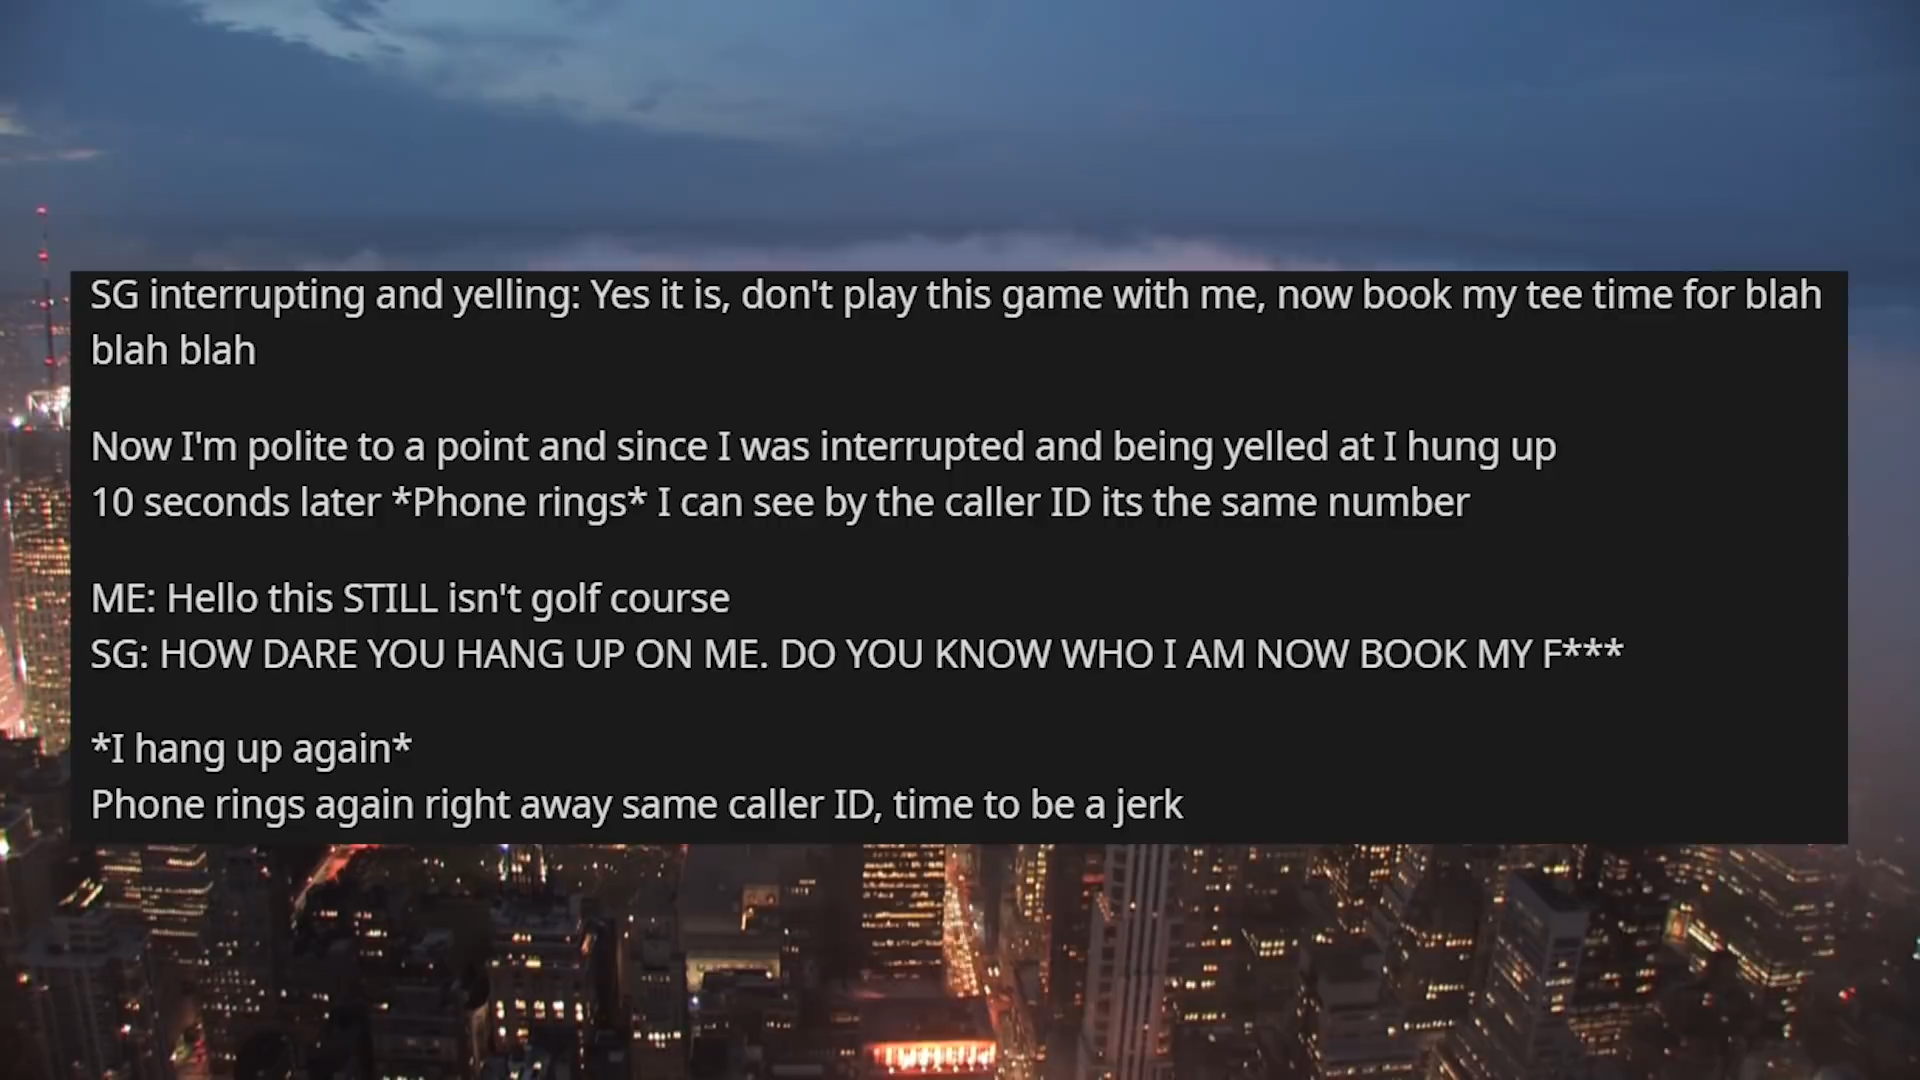 SG interrupting and yelling: Yes it is, don't play this game with me, now book my tee time for blah
blah blah
Now I'm polite to a point and since I was interrupted and being yelled at I hung up
10 seconds later *Phone rings* I can see by the caller ID its the same number
ME: Hello this STILL isn't golf course
SG: HOW DARE YOU HANG UP ON ME. DO YOU KNOW WHO I AM NOW BOOK MY F***
*I hang up again*
Phone rings again right away same caller ID, time to be a jerk